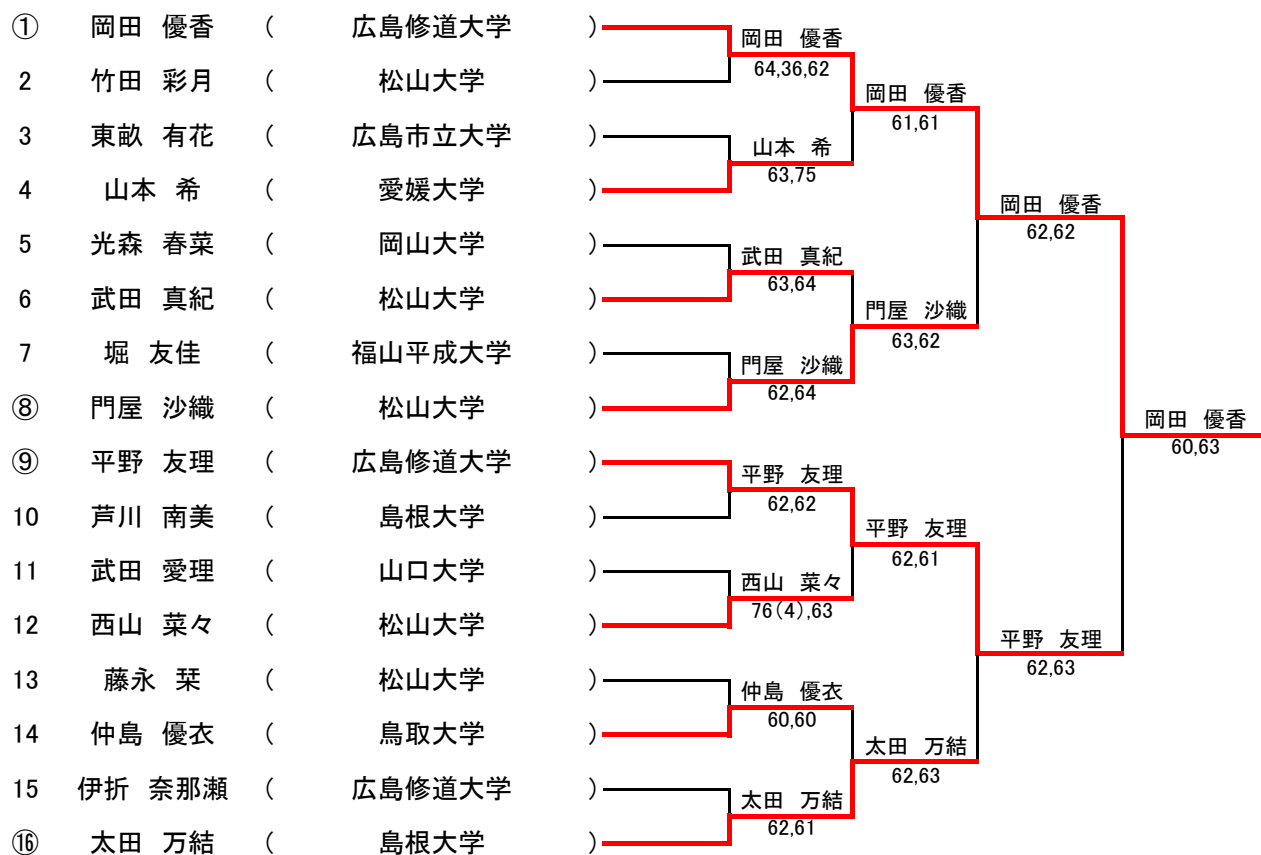 ① 岡田 優香 ( 広島修道大学 )
2 竹田 彩月 ( 松山大学 )
3 東畝 有花 ( 広島市立大学 )
4 山本 希 ( 愛媛大学 )
5 光森 春菜 ( 岡山大学 )
6 武田 真紀 ( 松山大学 )
7 堀 友佳 ( 福山平成大学 )
⑧ 門屋 沙織 ( 松山大学 )
⑨ 平野 友理 ( 広島修道大学 )
10 芦川 南美 ( 島根大学 )
11 武田 愛理 ( 山口大学 )
12 西山 菜々 ( 松山大学 )
13 藤永 栞 ( 松山大学 )
14 仲島 優衣 ( 鳥取大学 )
15 伊折 奈那瀬 ( 広島修道大学 )
⑯ 太田 万結 ( 島根大学 )
岡田 優香
64,36,62
山本 希
63,75
武田 真紀
63,64
門屋 沙織
62,64
平野 友理
62,62
西山 菜々
76(4),63
仲島 優衣
60,60
太田 万結
62,61
岡田 優香
61,61
門屋 沙織
63,62
平野 友理
62,61
太田 万結
62,63
岡田 優香
62,62
平野 友理
62,63
岡田 優香
60,63